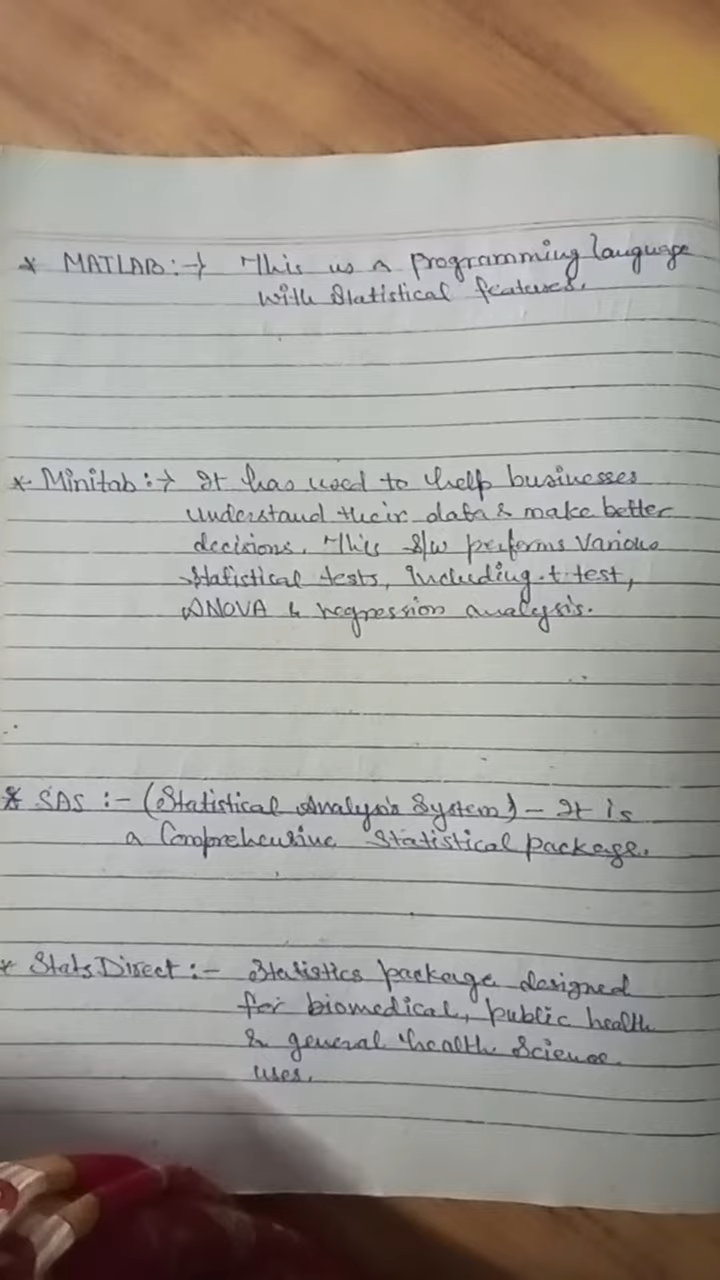 * MATLAB :→ This is a programming language
with Statistical features.
* Minitab :→ It has used to help businesses
understand their data & make better
decisions. This s/w performs Various
Statistical tests, Including t-test,
ANOVA & regression analysis.
* SAS :- (Statistical Analysis System) - It is
a Comprehensive Statistical package.
* StatsDirect :- Statistics package designed
for biomedical, public health
& general health Science
uses.